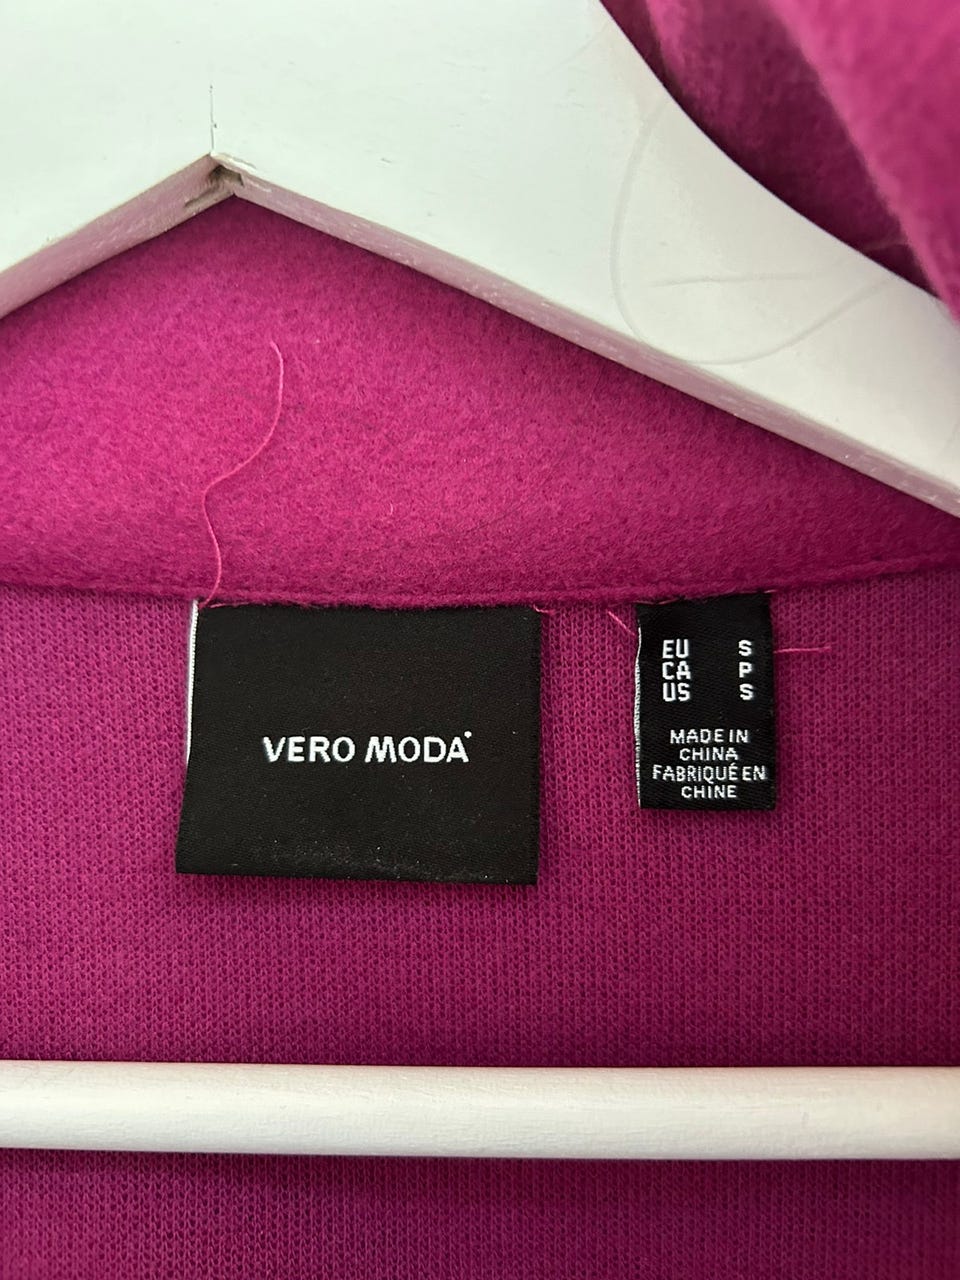 VERO MODA
EU S
CA P
US S
MADE IN
CHINA
FABRIQUÉ EN
CHINE